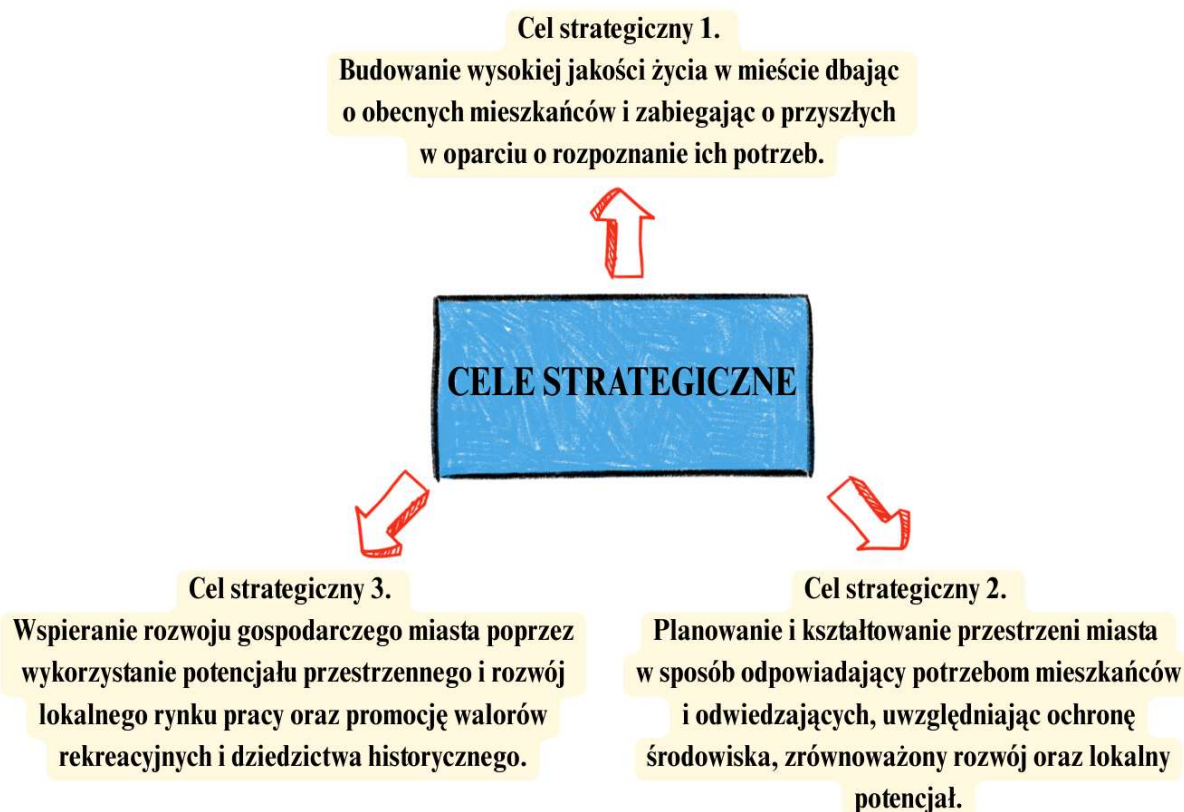 Cel strategiczny 1.
Budowanie wysokiej jakości życia w mieście dbając
o obecnych mieszkańców i zabiegając o przyszłych
w oparciu o rozpoznanie ich potrzeb.
CELE STRATEGICZNE
Cel strategiczny 3.
Wspieranie rozwoju gospodarczego miasta poprzez
wykorzystanie potencjału przestrzennego i rozwój
lokalnego rynku pracy oraz promocję walorów
rekreacyjnych i dziedzictwa historycznego.
Cel strategiczny 2.
Planowanie i kształtowanie przestrzeni miasta
w sposób odpowiadający potrzebom mieszkańców
i odwiedzających, uwzględniając ochronę
środowiska, zrównoważony rozwój oraz lokalny
potencjał.